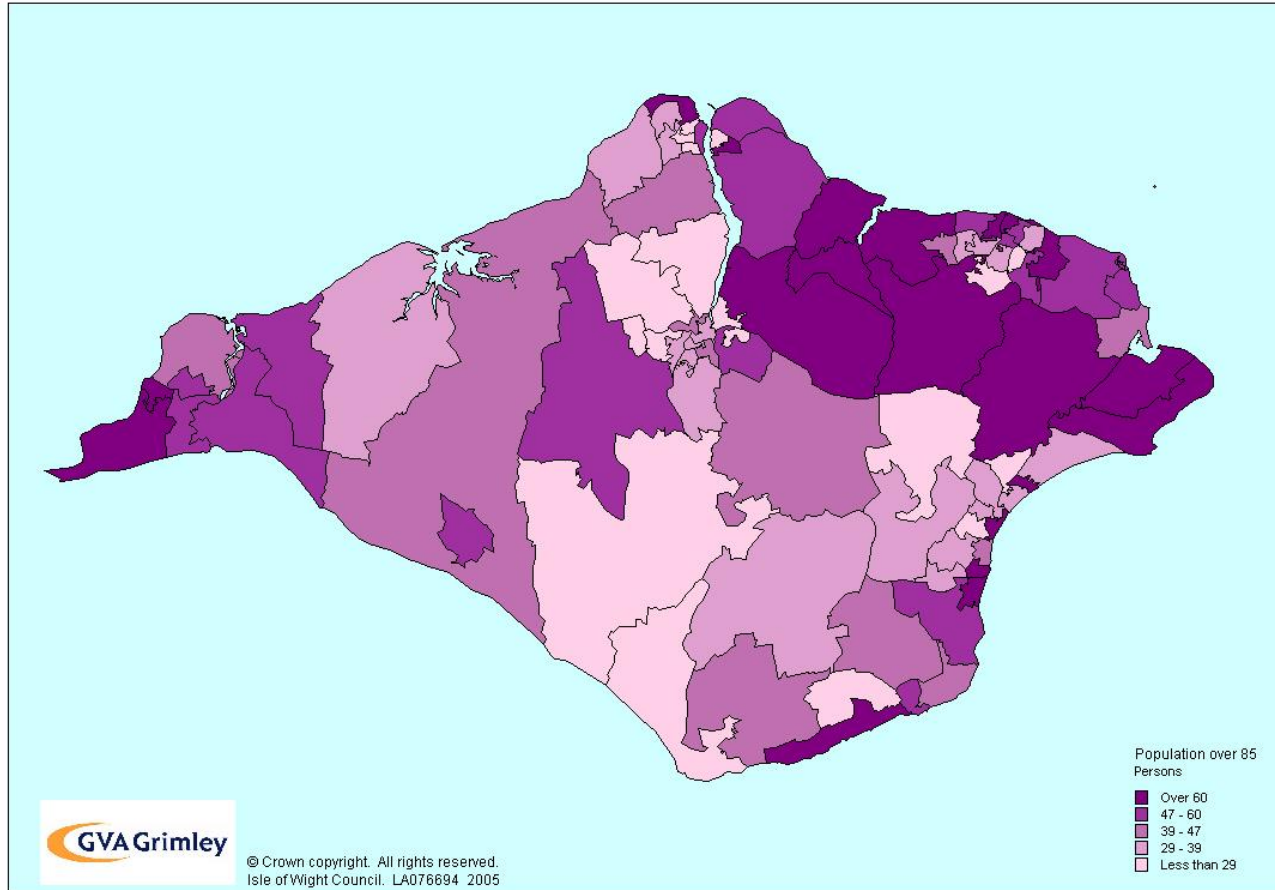 Population over 85
Persons
Over 60
47 - 60
39 - 47
29 - 39
Less than 29
GVA Grimley
© Crown copyright. All rights reserved.
Isle of Wight Council. LA076694 2005